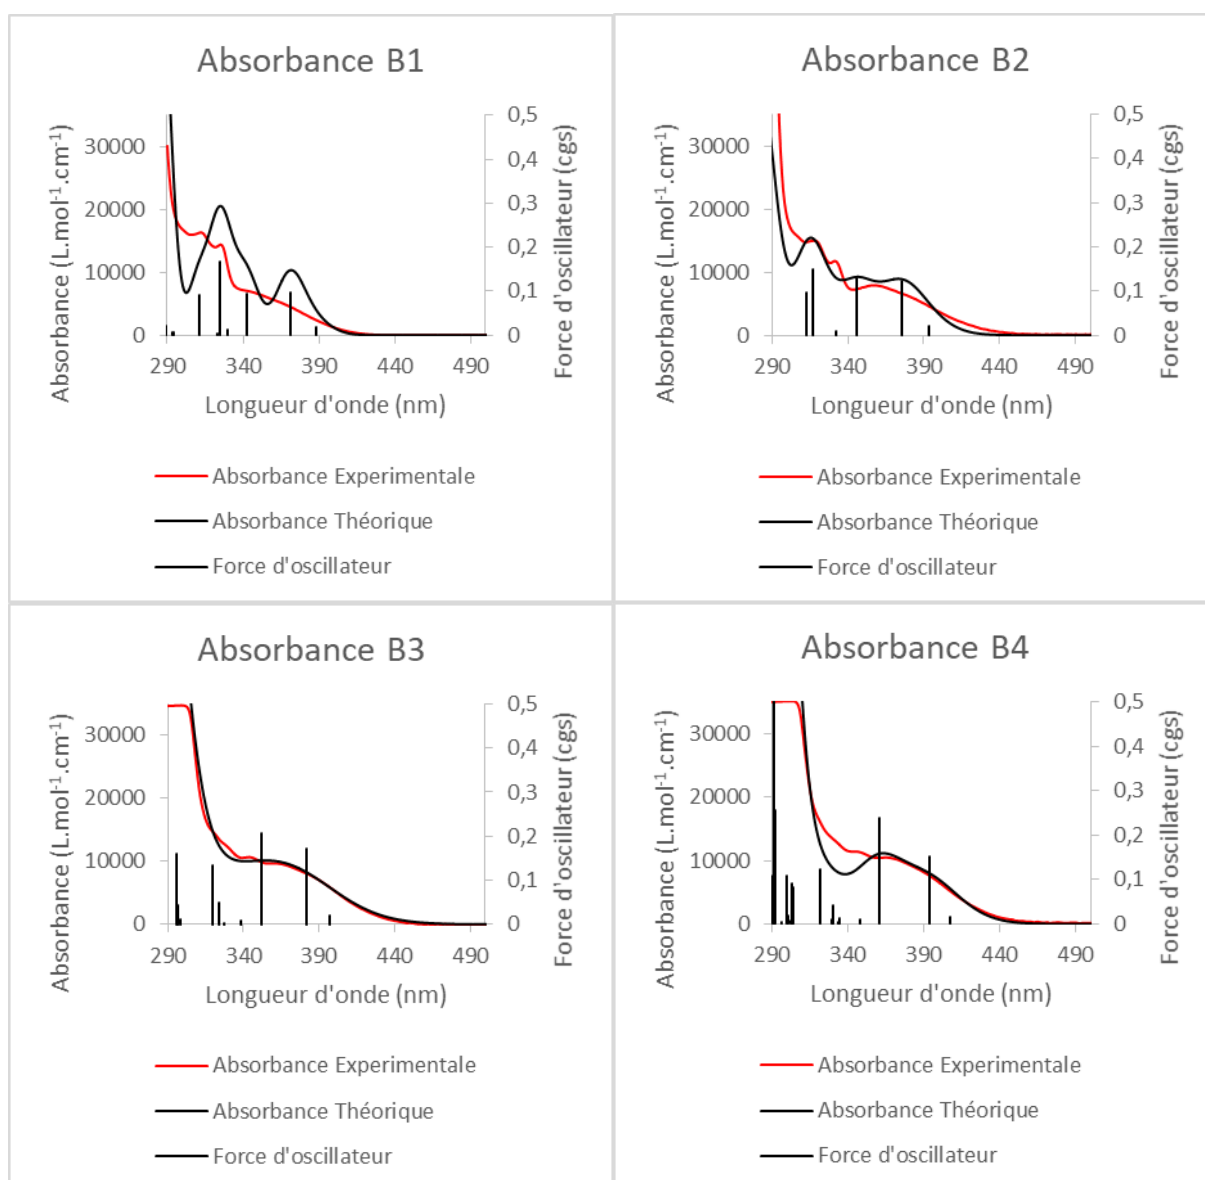 Absorbance B1
Absorbance (L.mol⁻¹.cm⁻¹)
30000
20000
10000
0
0,5
0,4
0,3
0,2
0,1
0
Force d'oscillateur (cgs)
290 340 390 440 490
Longueur d'onde (nm)
Absorbance Experimentale
Absorbance Théorique
Force d'oscillateur
Absorbance B2
Absorbance (L.mol⁻¹.cm⁻¹)
30000
20000
10000
0
0,5
0,4
0,3
0,2
0,1
0
Force d'oscillateur (cgs)
290 340 390 440 490
Longueur d'onde (nm)
Absorbance Experimentale
Absorbance Théorique
Force d'oscillateur
Absorbance B3
Absorbance (L.mol⁻¹.cm⁻¹)
30000
20000
10000
0
0,5
0,4
0,3
0,2
0,1
0
Force d'oscillateur (cgs)
290 340 390 440 490
Longueur d'onde (nm)
Absorbance Experimentale
Absorbance Théorique
Force d'oscillateur
Absorbance B4
Absorbance (L.mol⁻¹.cm⁻¹)
30000
20000
10000
0
0,5
0,4
0,3
0,2
0,1
0
Force d'oscillateur (cgs)
290 340 390 440 490
Longueur d'onde (nm)
Absorbance Experimentale
Absorbance Théorique
Force d'oscillateur